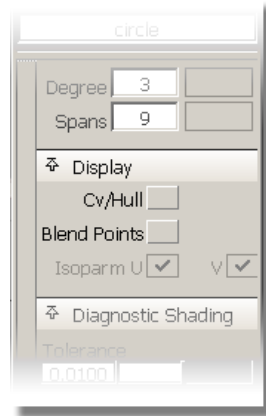 circle
Degree 3
Spans 9
Display
Cv/Hull
Blend Points
Isoparm U V
Diagnostic Shading
Tolerance
0.0100